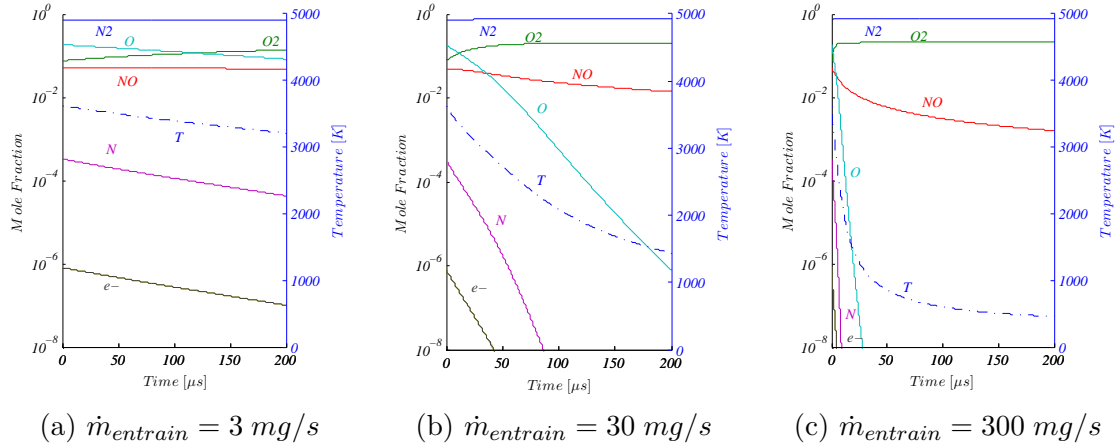 10^0
10^-2
10^-4
10^-6
10^-8
Mole Fraction
N2
O
O2
NO
T
N
e−
5000
4000
3000
2000
1000
0
Temperature [K]
0 50 100 150 200
Time [μs]
(a) ṁ_entrain = 3 mg/s
10^0
10^-2
10^-4
10^-6
10^-8
Mole Fraction
N2
O2
NO
O
T
N
e−
5000
4000
3000
2000
1000
0
Temperature [K]
0 50 100 150 200
Time [μs]
(b) ṁ_entrain = 30 mg/s
10^0
10^-2
10^-4
10^-6
10^-8
Mole Fraction
N2
O2
NO
O
T
N
e−
5000
4000
3000
2000
1000
0
Temperature [K]
0 50 100 150 200
Time [μs]
(c) ṁ_entrain = 300 mg/s